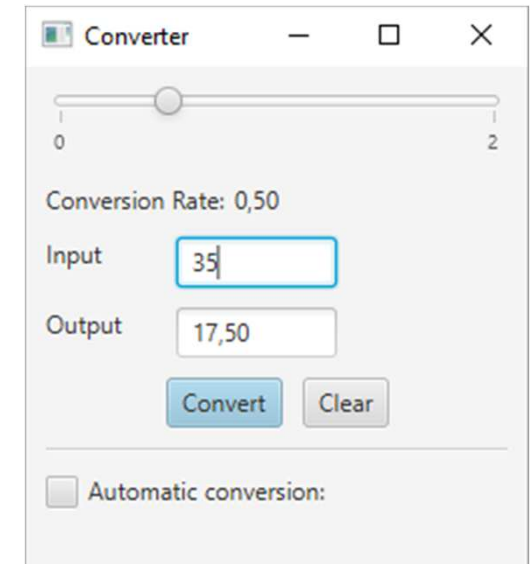 Converter
0 2
Conversion Rate: 0,50
Input 35
Output 17,50
Convert Clear
Automatic conversion: